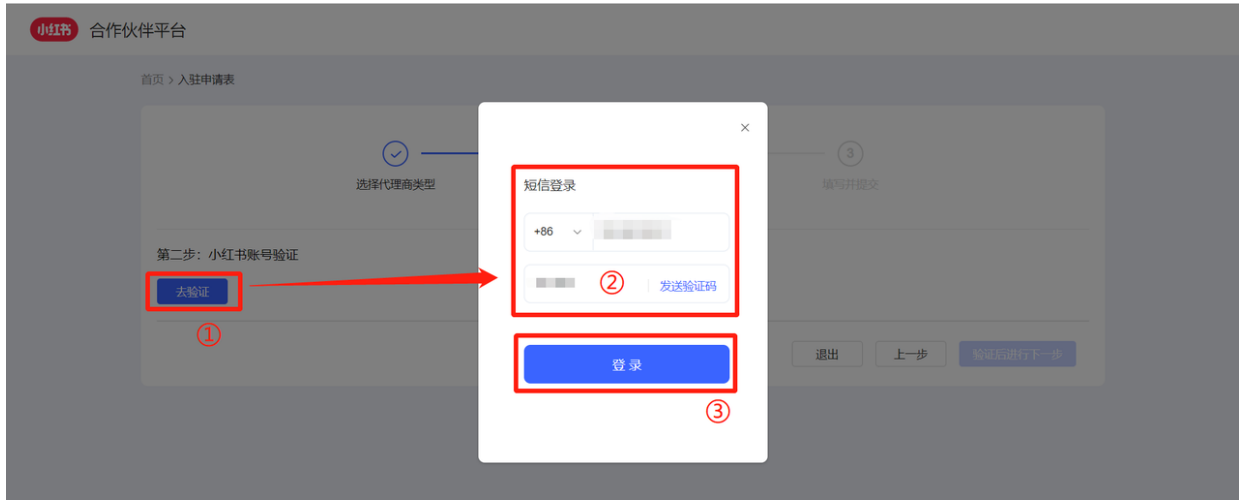 小红书 合作伙伴平台
首页 > 入驻申请表
选择代理商类型
3
填写并提交
第二步：小红书账号验证
去验证
①
短信登录
+86
② 发送验证码
登录
③
退出 上一步 验证后进行下一步